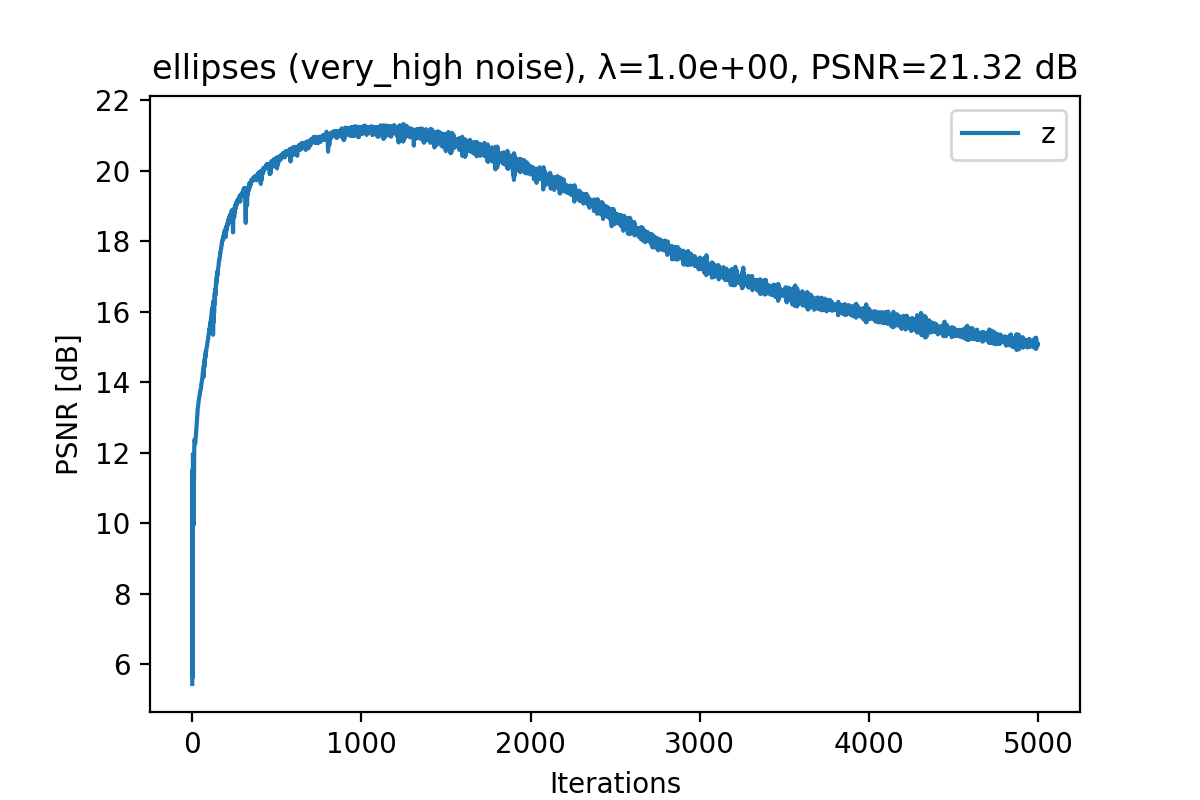 ellipses (very_high noise), λ=1.0e+00, PSNR=21.32 dB
z
PSNR [dB]
22
20
18
16
14
12
10
8
6
0 1000 2000 3000 4000 5000
Iterations